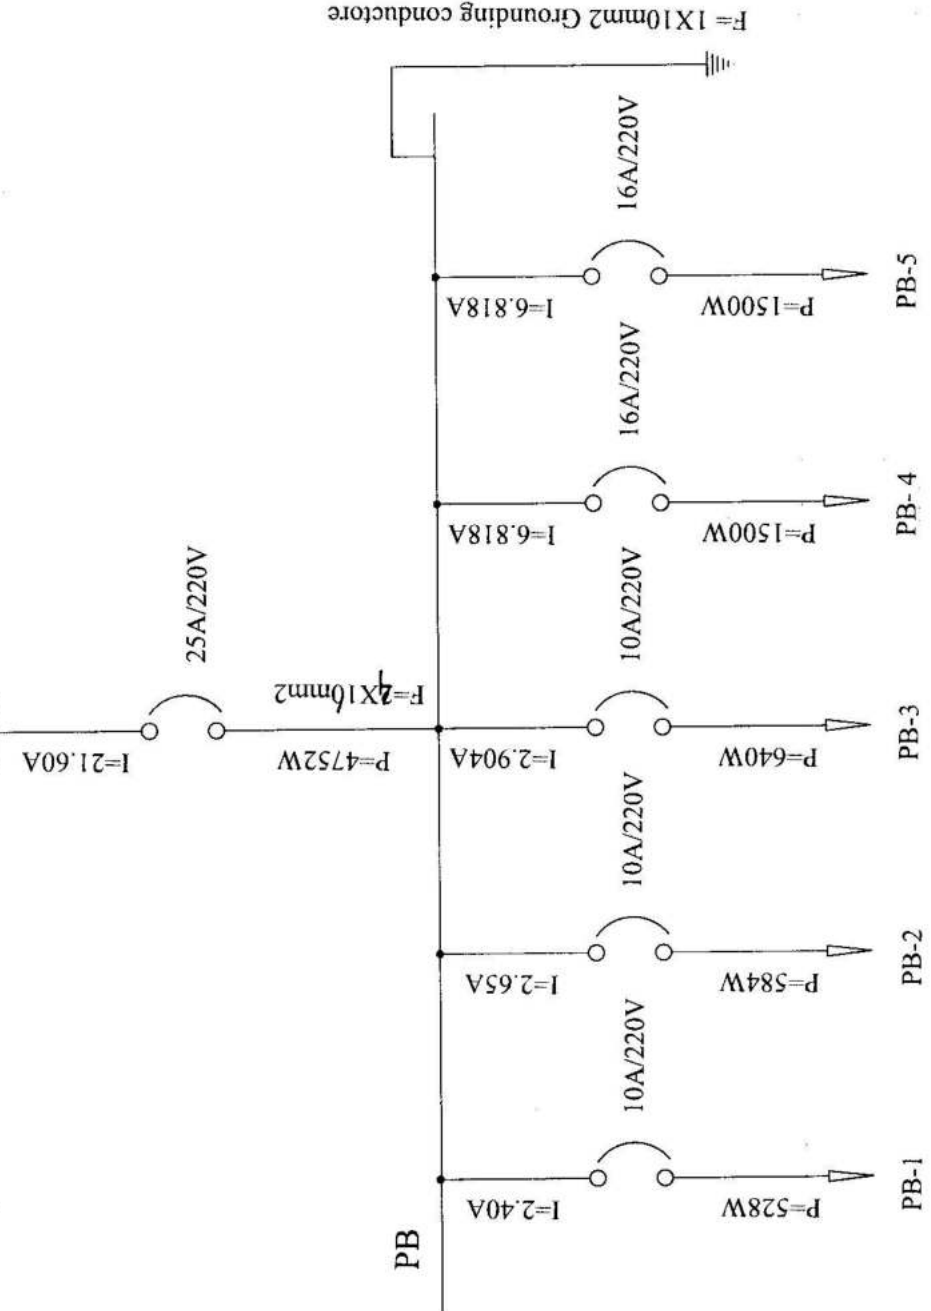 F= 1X10mm2 Grounding conductore
I=21.60A
25A/220V
P=4752W
F=2X10mm2
PB
I=2.40A
10A/220V
P=528W
PB-1
I=2.65A
10A/220V
P=584W
PB-2
I=2.904A
10A/220V
P=640W
PB-3
I=6.818A
16A/220V
P=1500W
PB- 4
I=6.818A
16A/220V
P=1500W
PB-5